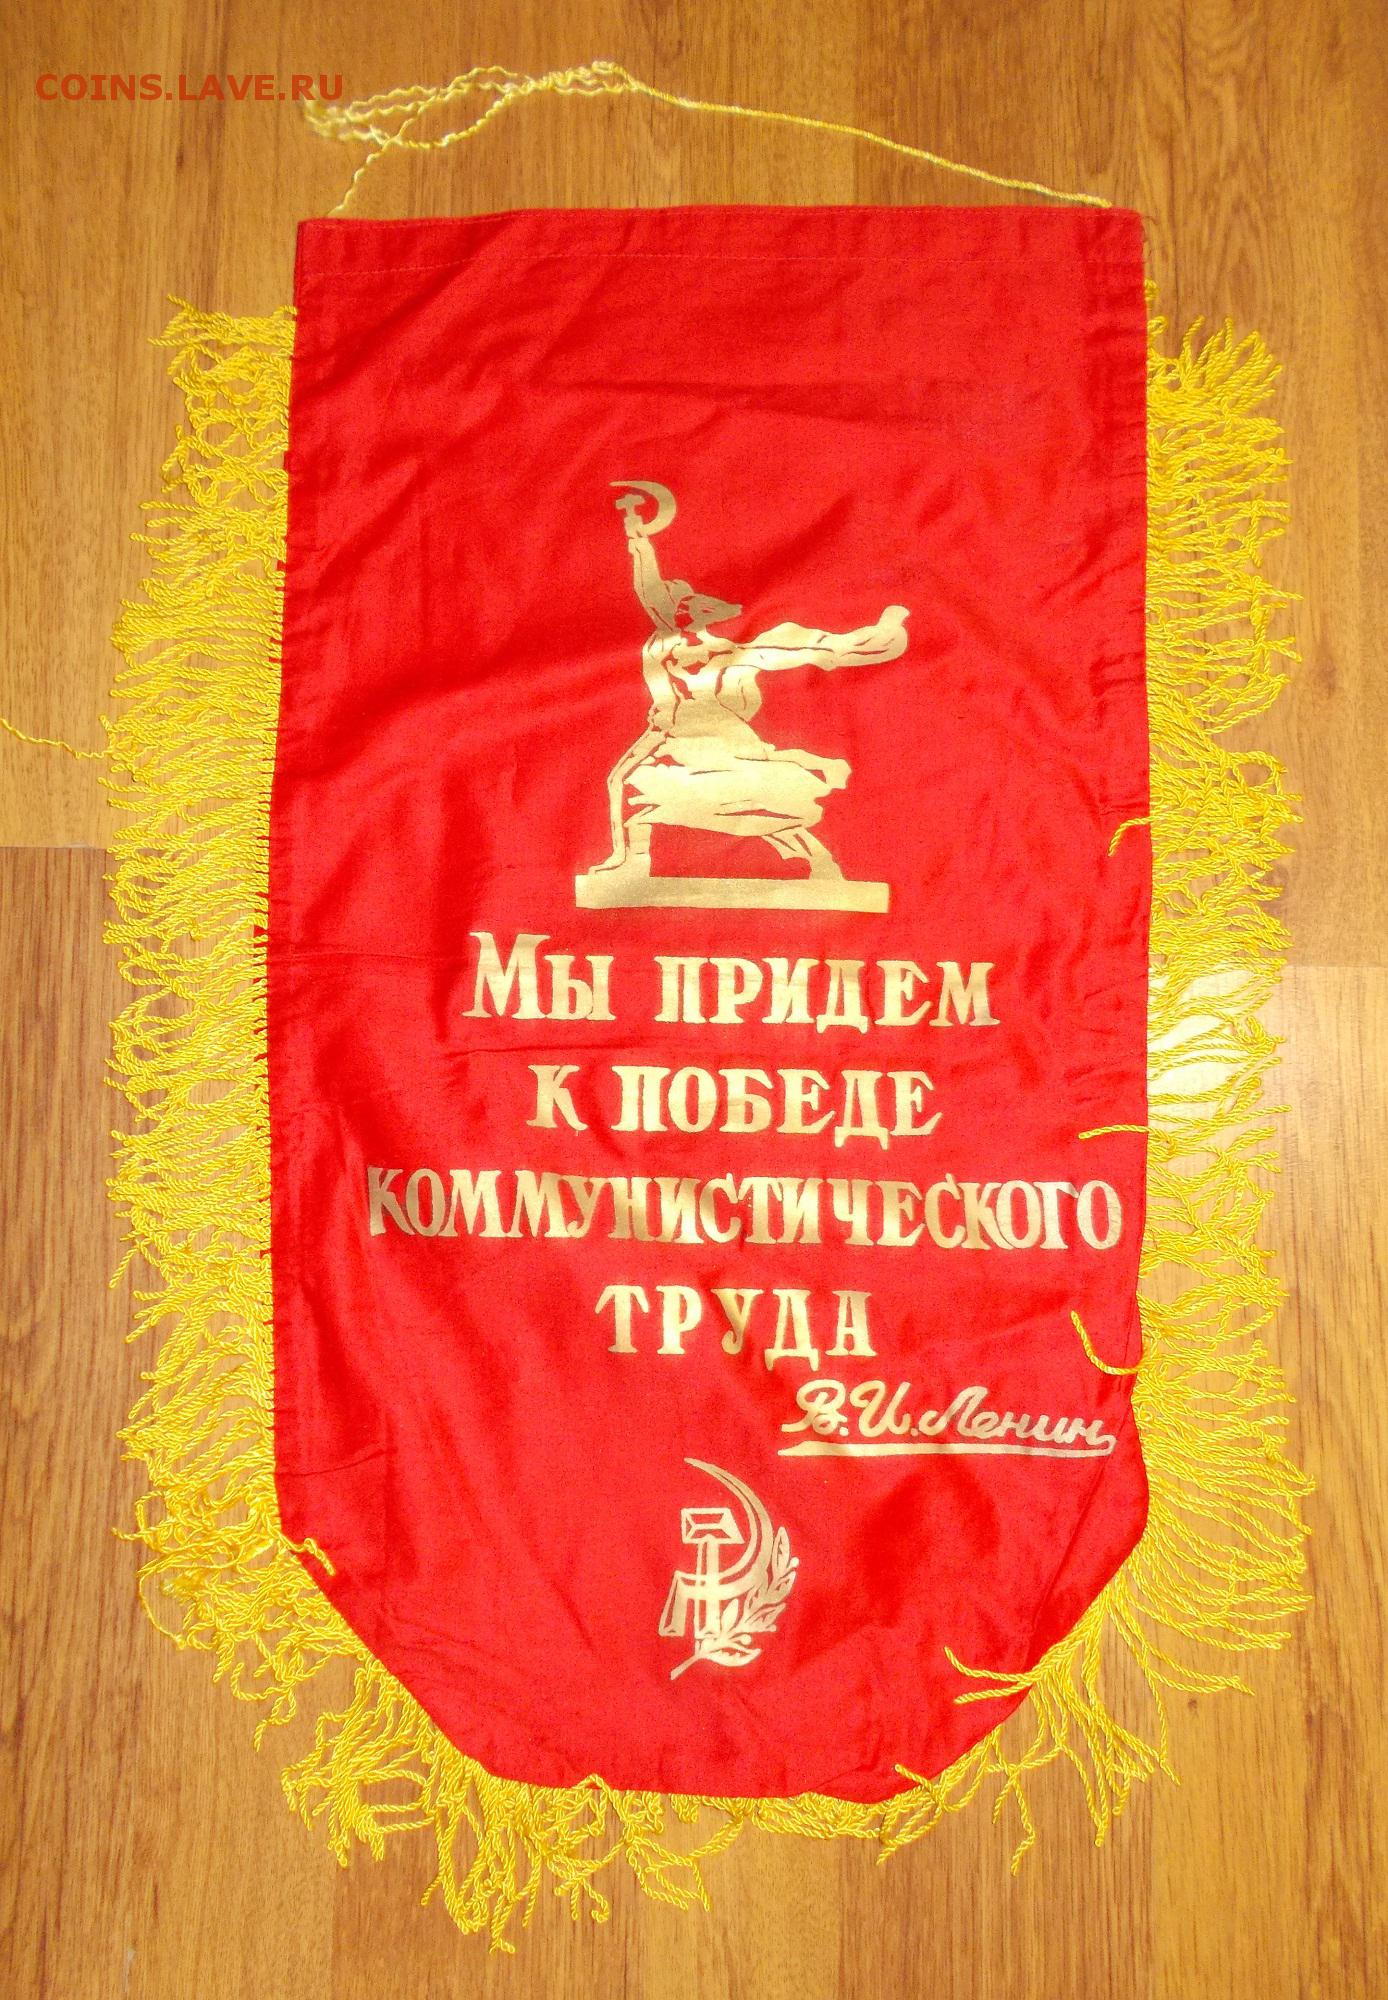 COINS.LAVE.RU
Мы придем
к победе
коммунистического
труда
В.И.Ленин